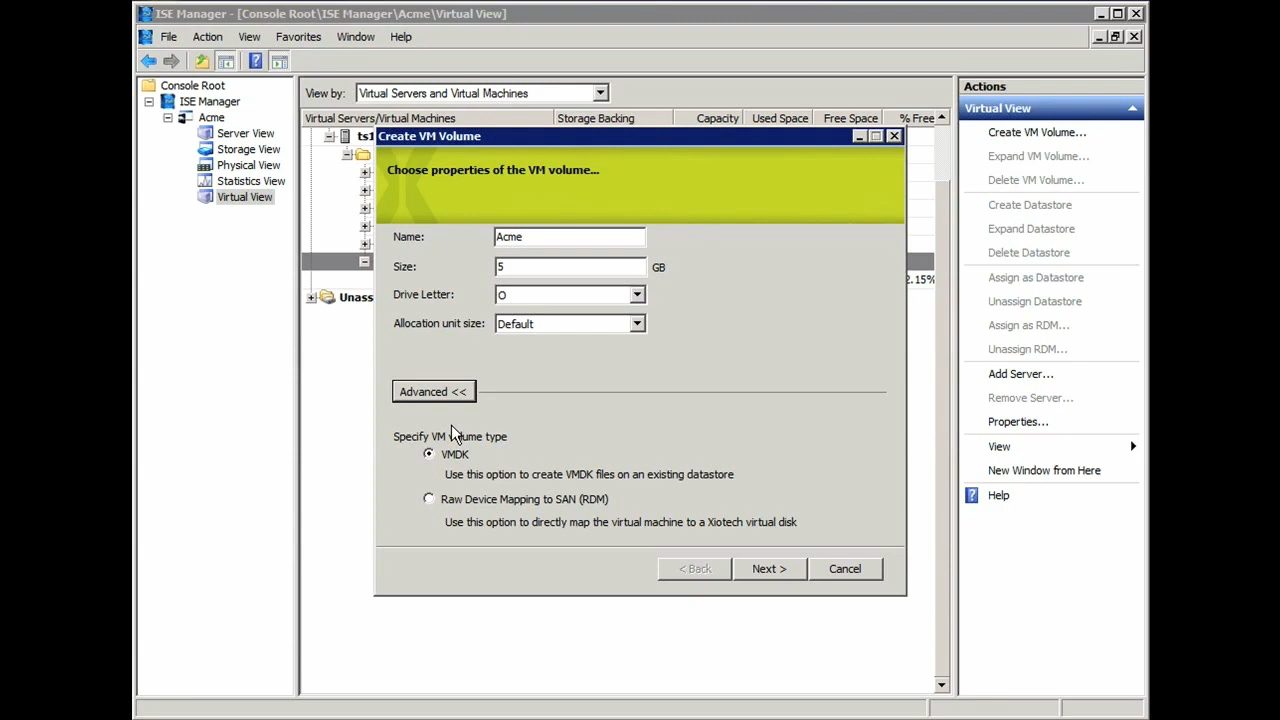 ISE Manager - [Console Root\ISE Manager\Acme\Virtual View]
File Action View Favorites Window Help
Console Root
ISE Manager
Acme
Server View
Storage View
Physical View
Statistics View
Virtual View
View by: Virtual Servers and Virtual Machines
Virtual Servers/Virtual Machines Storage Backing Capacity Used Space Free Space % Free
ts1
Unass
2.15%
Create VM Volume
Choose properties of the VM volume...
Name: Acme
Size: 5 GB
Drive Letter: O
Allocation unit size: Default
Advanced <<
Specify VM volume type
VMDK
Use this option to create VMDK files on an existing datastore
Raw Device Mapping to SAN (RDM)
Use this option to directly map the virtual machine to a Xiotech virtual disk
< Back Next > Cancel
Actions
Virtual View
Create VM Volume...
Expand VM Volume...
Delete VM Volume...
Create Datastore
Expand Datastore
Delete Datastore
Assign as Datastore
Unassign Datastore
Assign as RDM...
Unassign RDM...
Add Server...
Remove Server...
Properties...
View
New Window from Here
Help